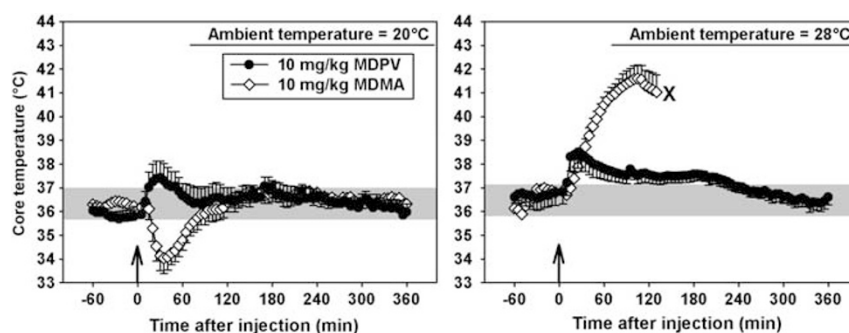 Ambient temperature = 20°C
10 mg/kg MDPV
10 mg/kg MDMA
Core temperature (°C)
44
43
42
41
40
39
38
37
36
35
34
33
-60 0 60 120 180 240 300 360
Time after injection (min)
Ambient temperature = 28°C
X
44
43
42
41
40
39
38
37
36
35
34
33
-60 0 60 120 180 240 300 360
Time after injection (min)